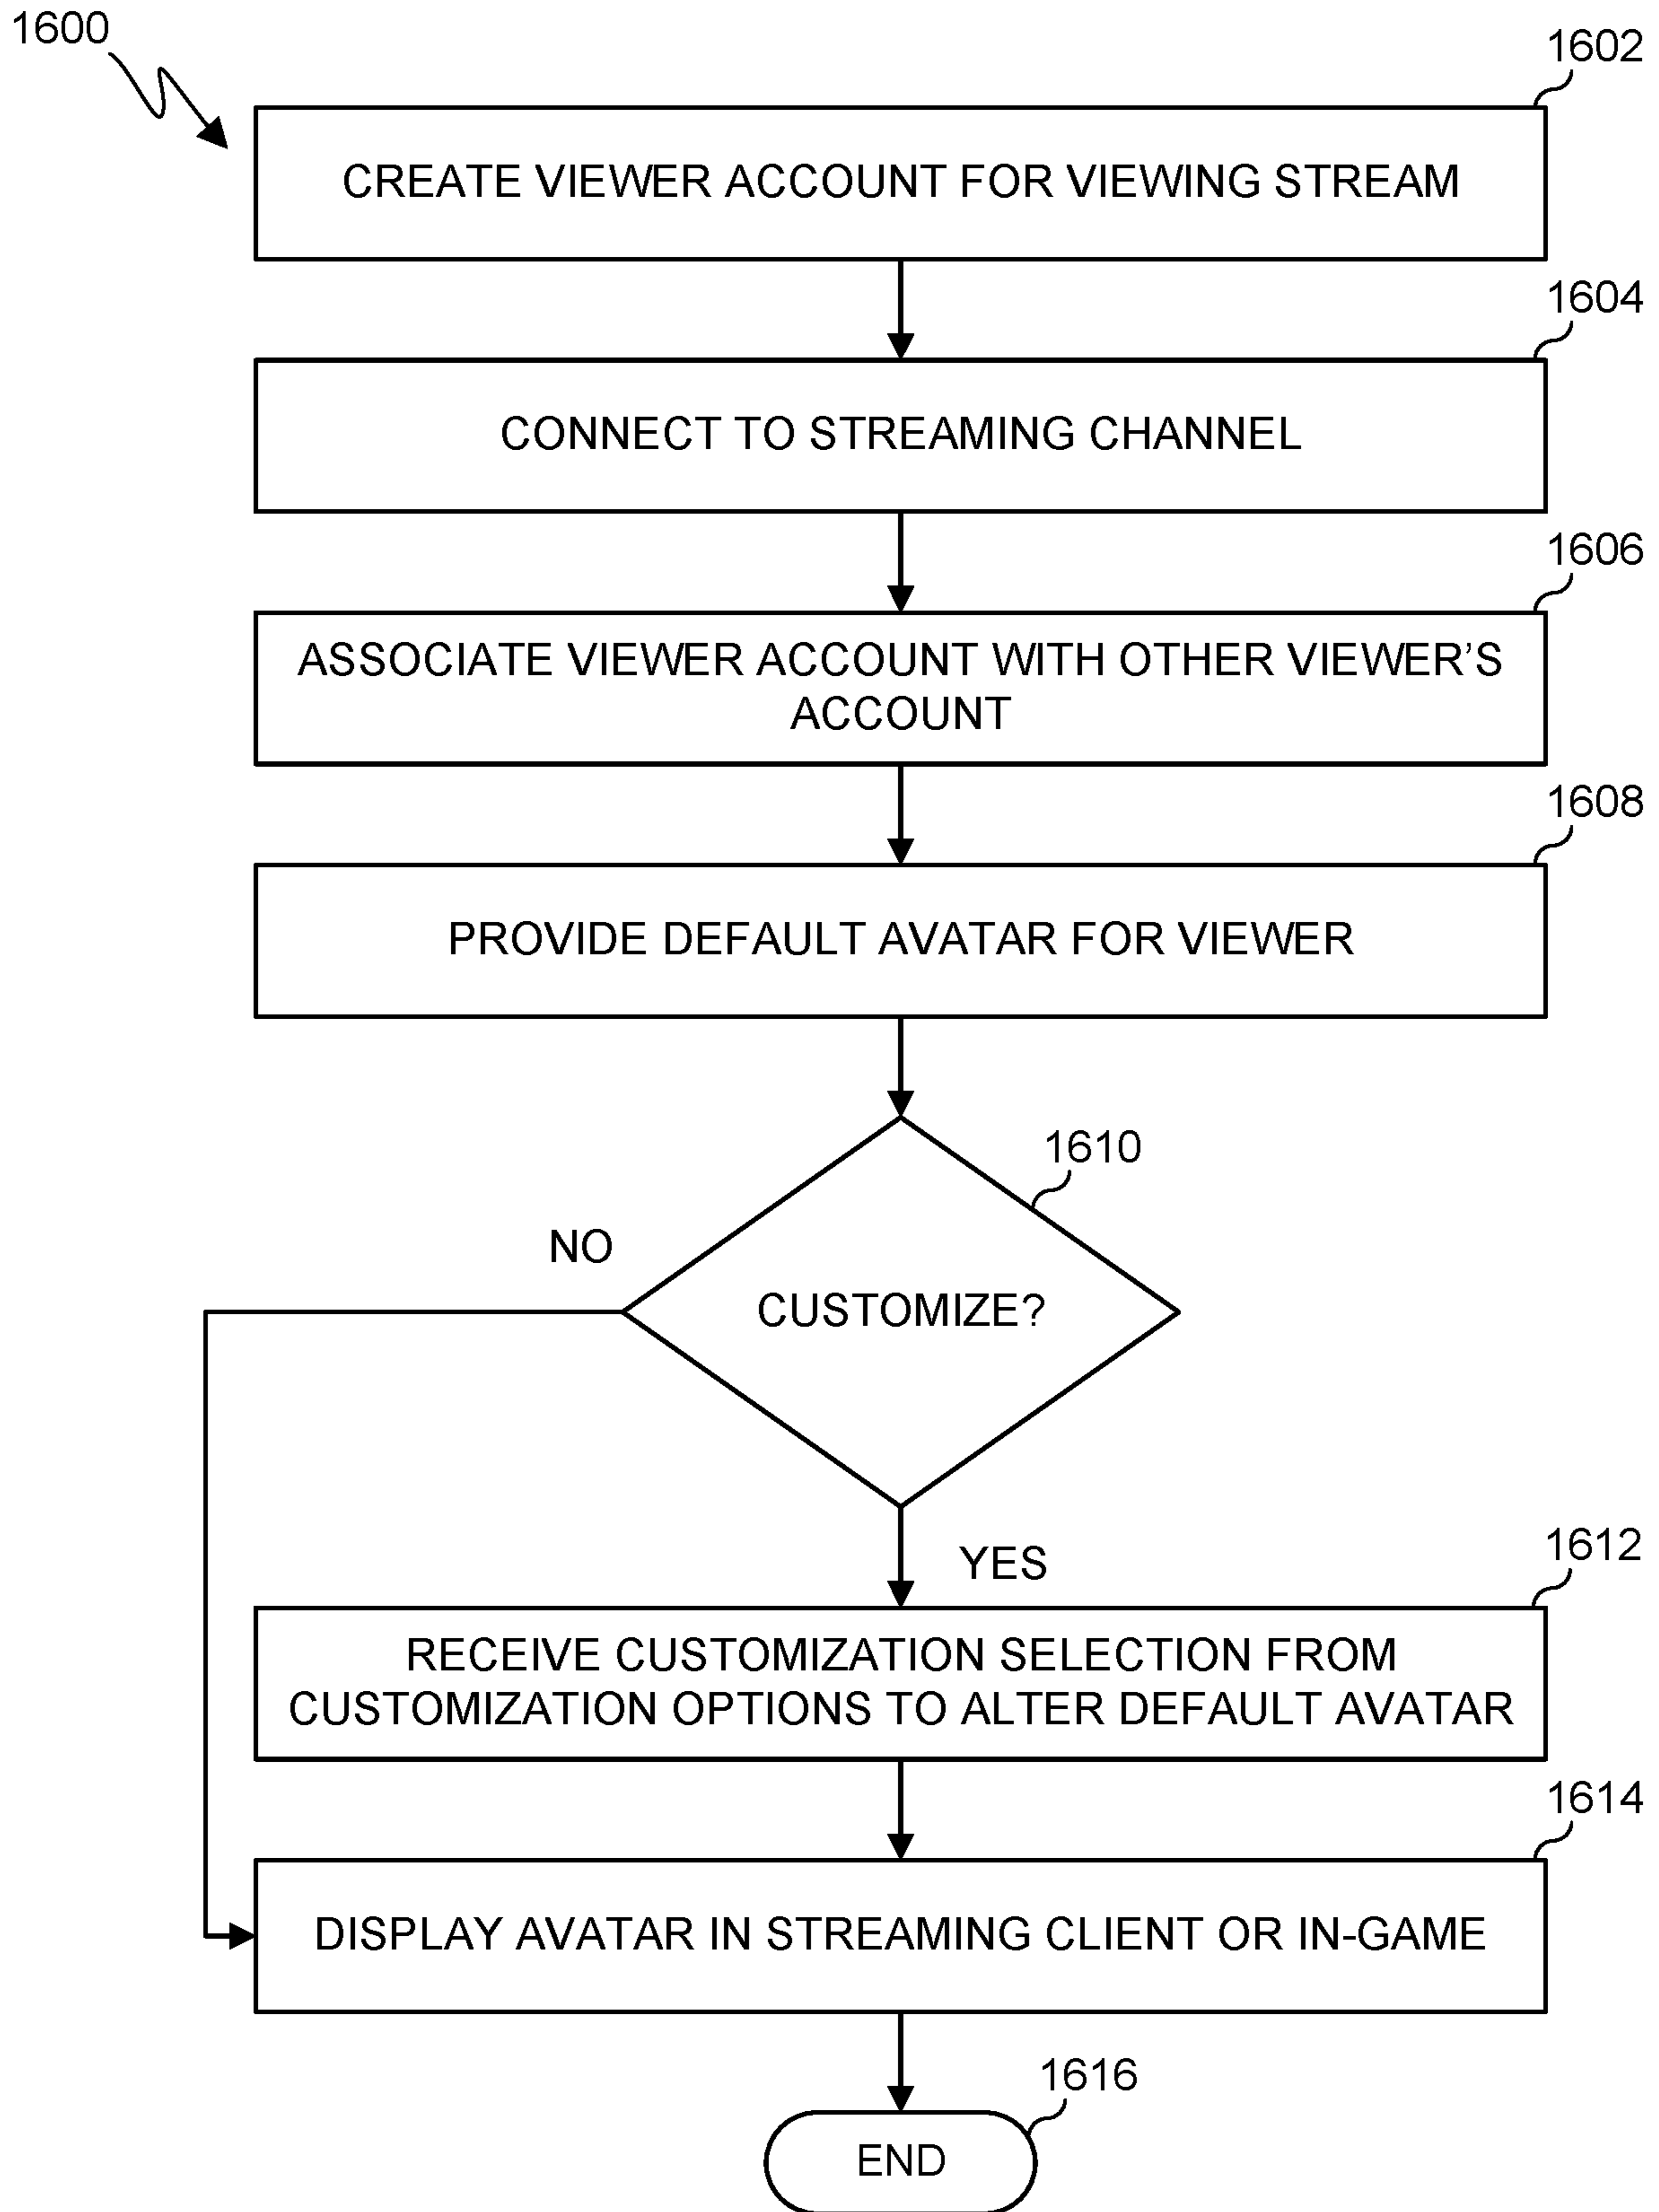 1600
1602
CREATE VIEWER ACCOUNT FOR VIEWING STREAM
1604
CONNECT TO STREAMING CHANNEL
1606
ASSOCIATE VIEWER ACCOUNT WITH OTHER VIEWER’S
ACCOUNT
1608
PROVIDE DEFAULT AVATAR FOR VIEWER
1610
NO
CUSTOMIZE?
YES
1612
RECEIVE CUSTOMIZATION SELECTION FROM
CUSTOMIZATION OPTIONS TO ALTER DEFAULT AVATAR
1614
DISPLAY AVATAR IN STREAMING CLIENT OR IN-GAME
1616
END